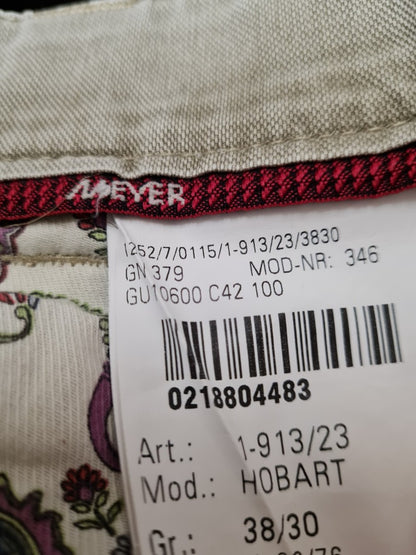 MEYER
1252/7/0115/1-913/23/3830
GN 379 MOD-NR: 346
GU10600 C42 100
0218804483
Art.: 1-913/23
Mod.: HOBART
Gr.: 38/30